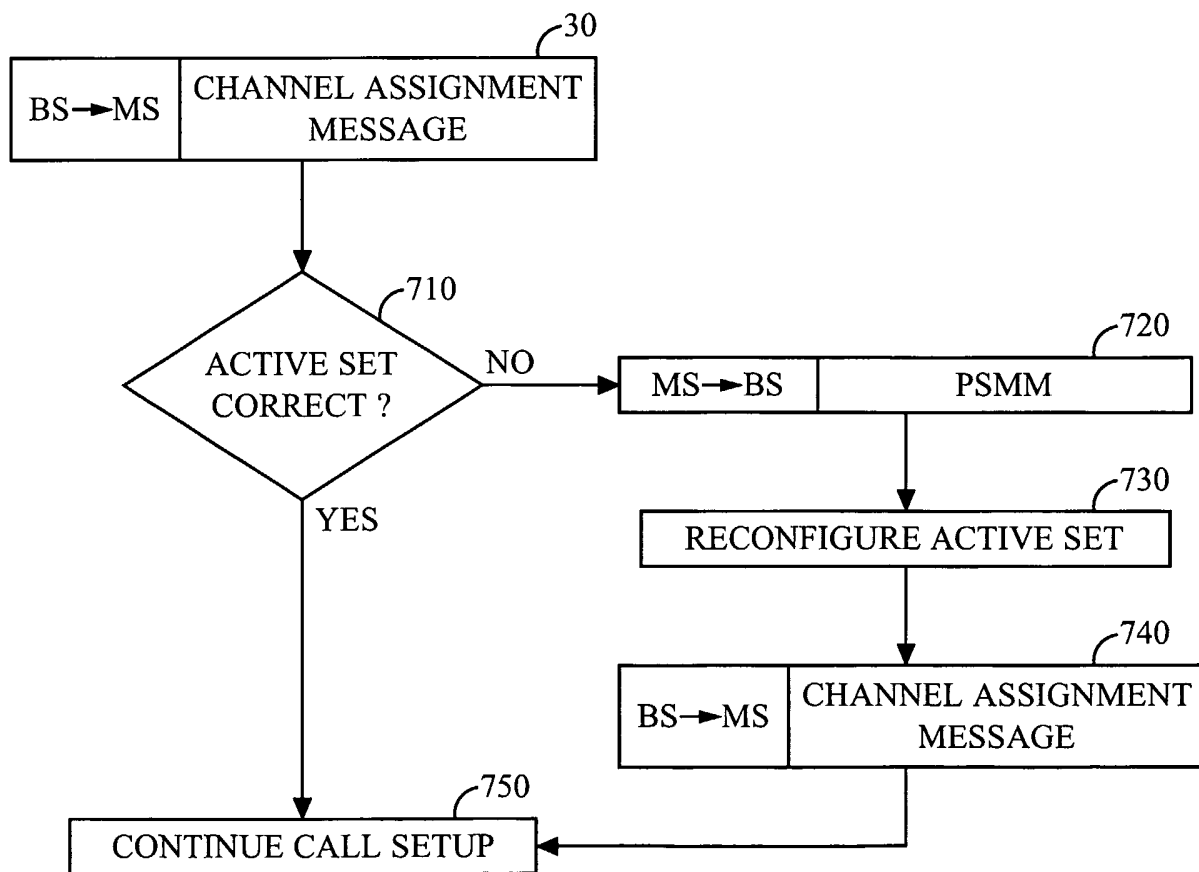 30
BS→MS
CHANNEL ASSIGNMENT
MESSAGE
710
ACTIVE SET
CORRECT ?
NO
YES
720
MS→BS
PSMM
730
RECONFIGURE ACTIVE SET
740
BS→MS
CHANNEL ASSIGNMENT
MESSAGE
750
CONTINUE CALL SETUP